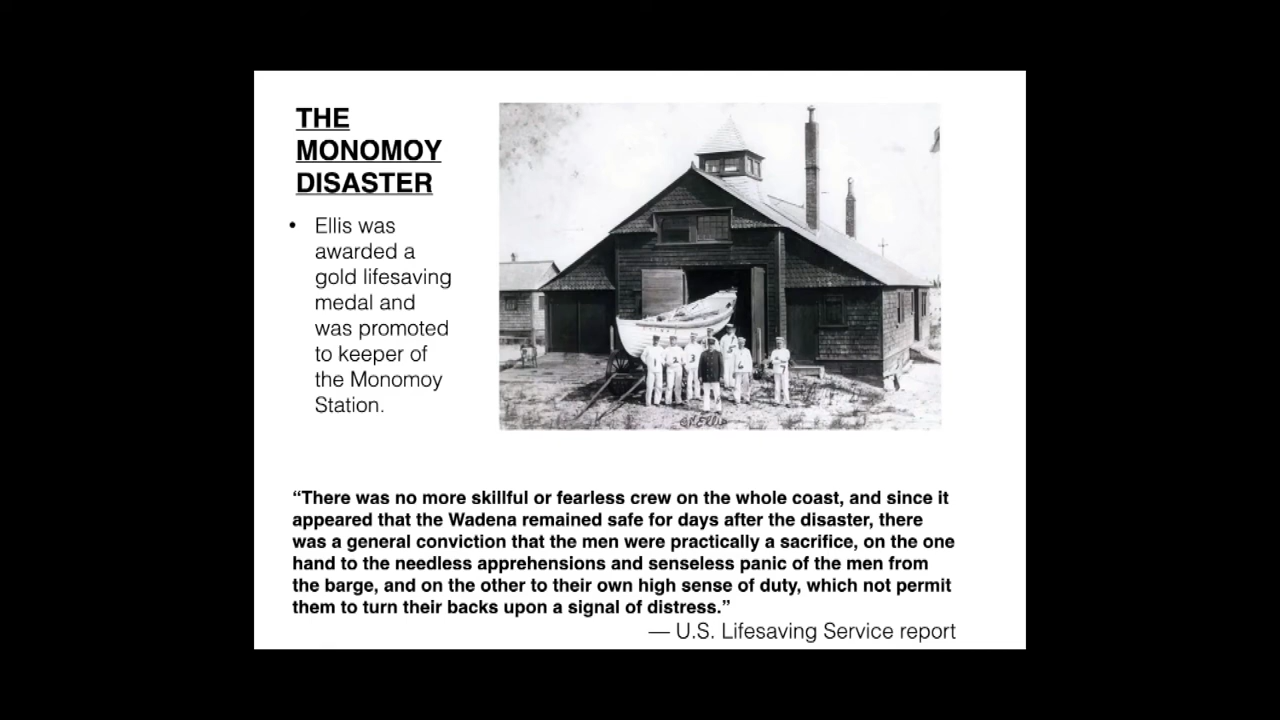 THE
MONOMOY
DISASTER
• Ellis was
awarded a
gold lifesaving
medal and
was promoted
to keeper of
the Monomoy
Station.
“There was no more skillful or fearless crew on the whole coast, and since it
appeared that the Wadena remained safe for days after the disaster, there
was a general conviction that the men were practically a sacrifice, on the one
hand to the needless apprehensions and senseless panic of the men from
the barge, and on the other to their own high sense of duty, which not permit
them to turn their backs upon a signal of distress.”
— U.S. Lifesaving Service report